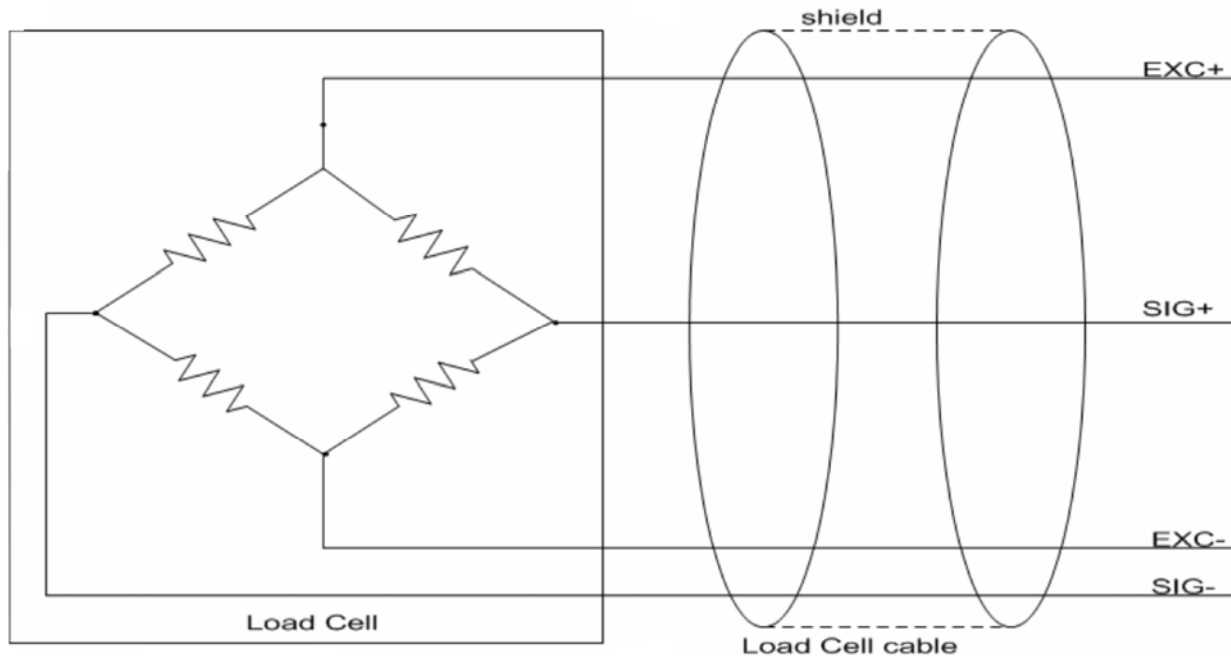 shield
EXC+
SIG+
EXC-
SIG-
Load Cell
Load Cell cable